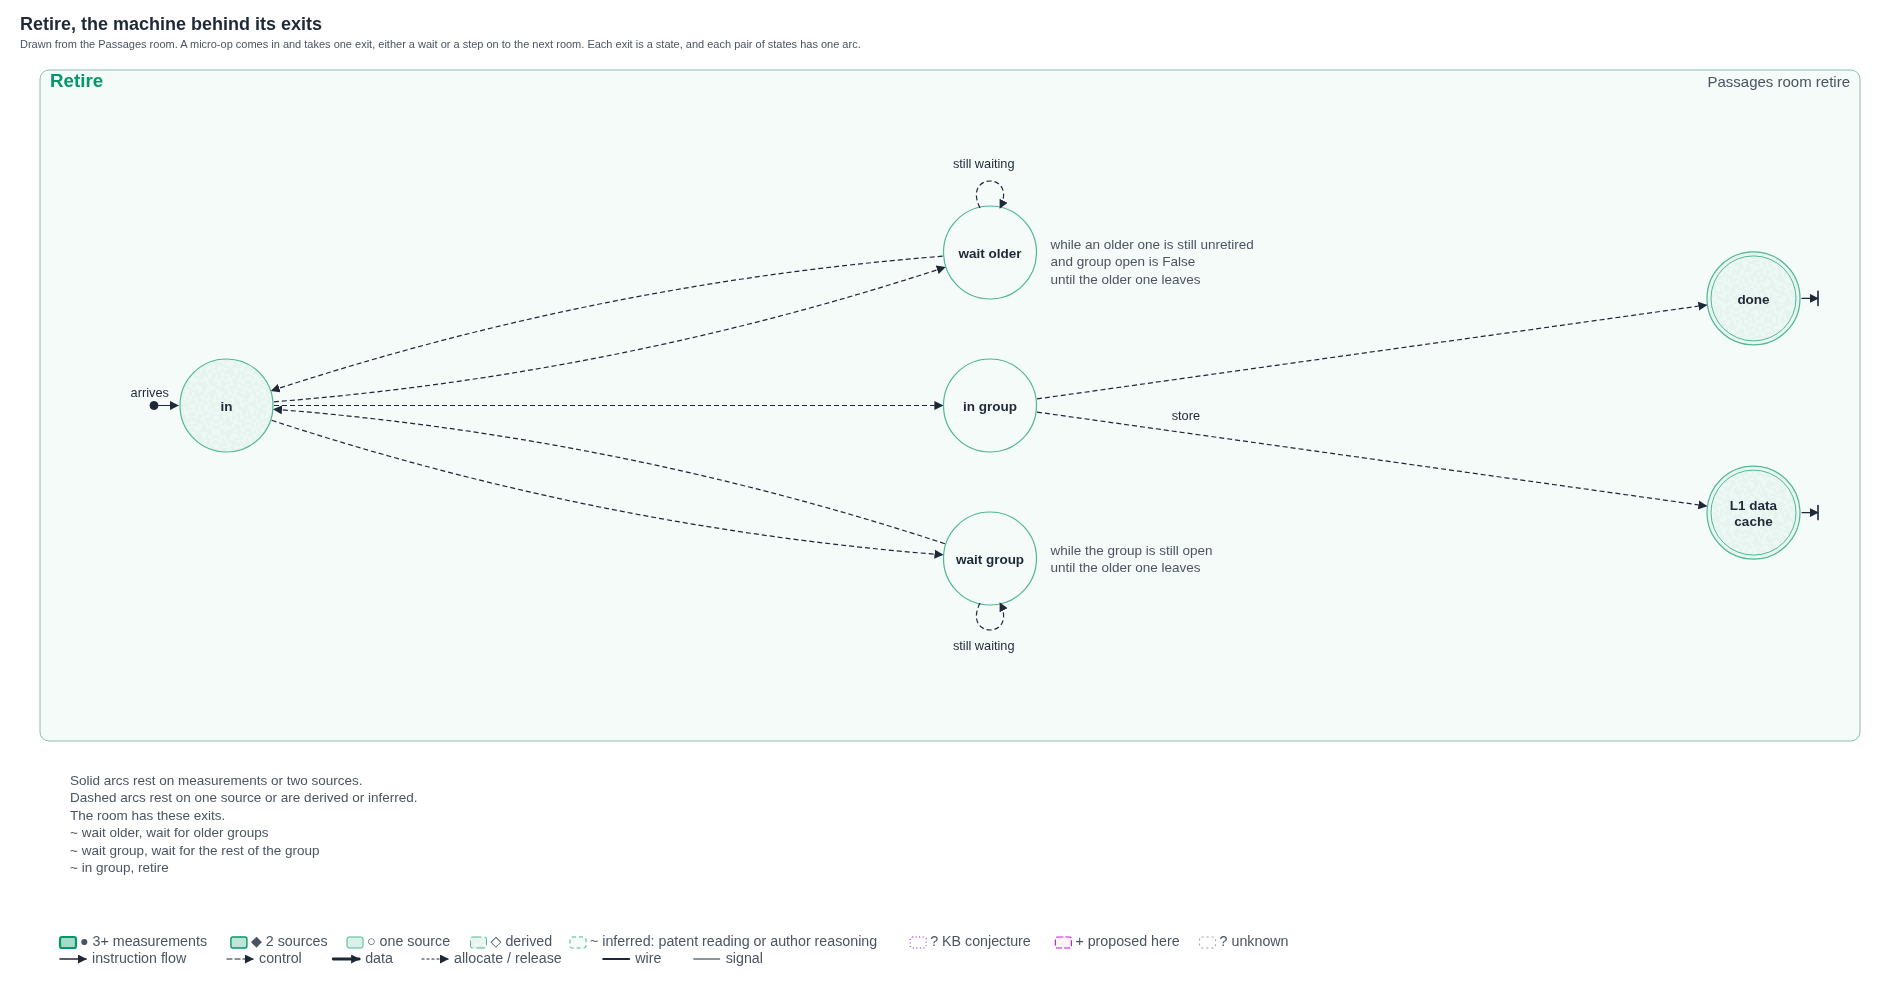 Retire, the machine behind its exits
Drawn from the Passages room. A micro-op comes in and takes one exit, either a wait or a step on to the next room. Each exit is a state, and each pair of states has one arc.
Retire
Passages room retire
still waiting
wait older
while an older one is still unretired
and group open is False
until the older one leaves
done
arrives
in
in group
store
L1 data
cache
wait group
while the group is still open
until the older one leaves
still waiting
Solid arcs rest on measurements or two sources.
Dashed arcs rest on one source or are derived or inferred.
The room has these exits.
~ wait older, wait for older groups
~ wait group, wait for the rest of the group
~ in group, retire
● 3+ measurements ◆ 2 sources ○ one source ◇ derived ~ inferred: patent reading or author reasoning ? KB conjecture + proposed here ? unknown
instruction flow control data allocate / release wire signal